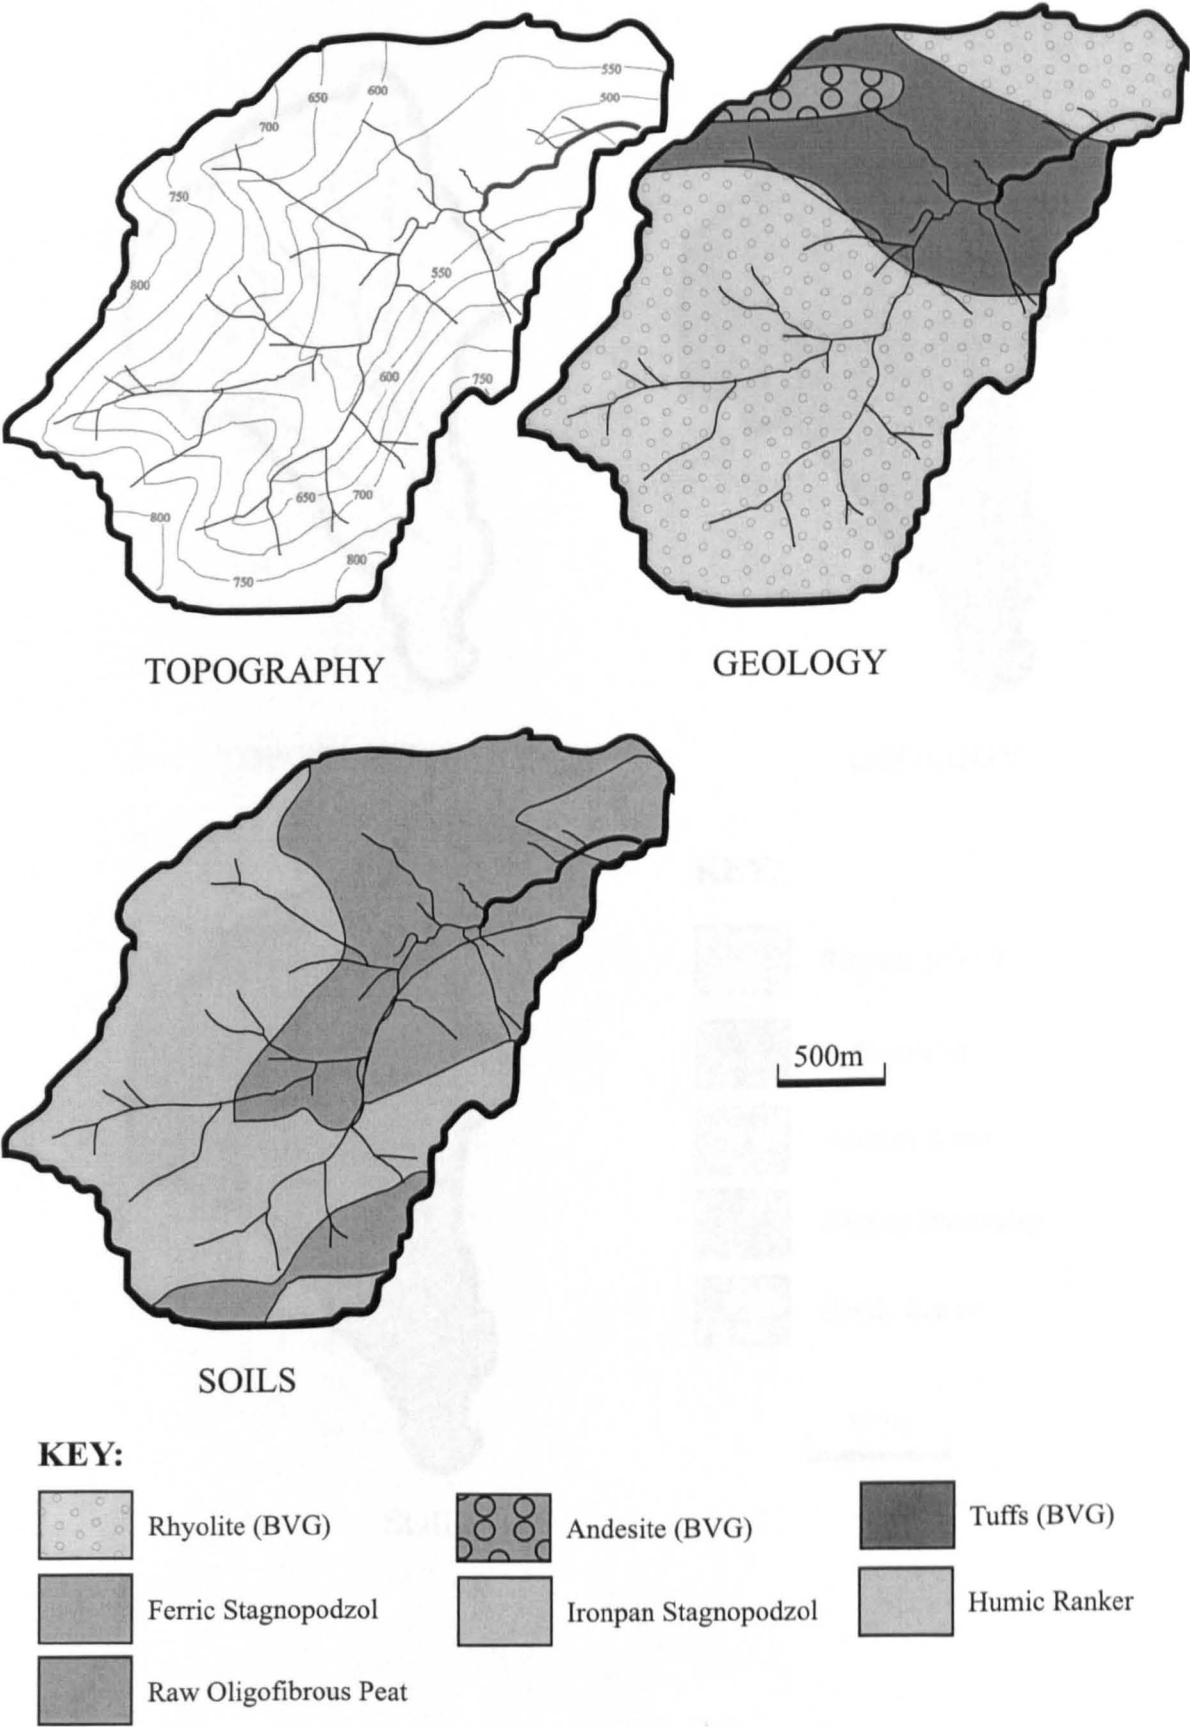 550
500
600
650
700
750
800
550
600
750
650
700
800
800
750
TOPOGRAPHY
GEOLOGY
500m
SOILS
KEY:
Rhyolite (BVG)
Andesite (BVG)
Tuffs (BVG)
Ferric Stagnopodzol
Ironpan Stagnopodzol
Humic Ranker
Raw Oligofibrous Peat